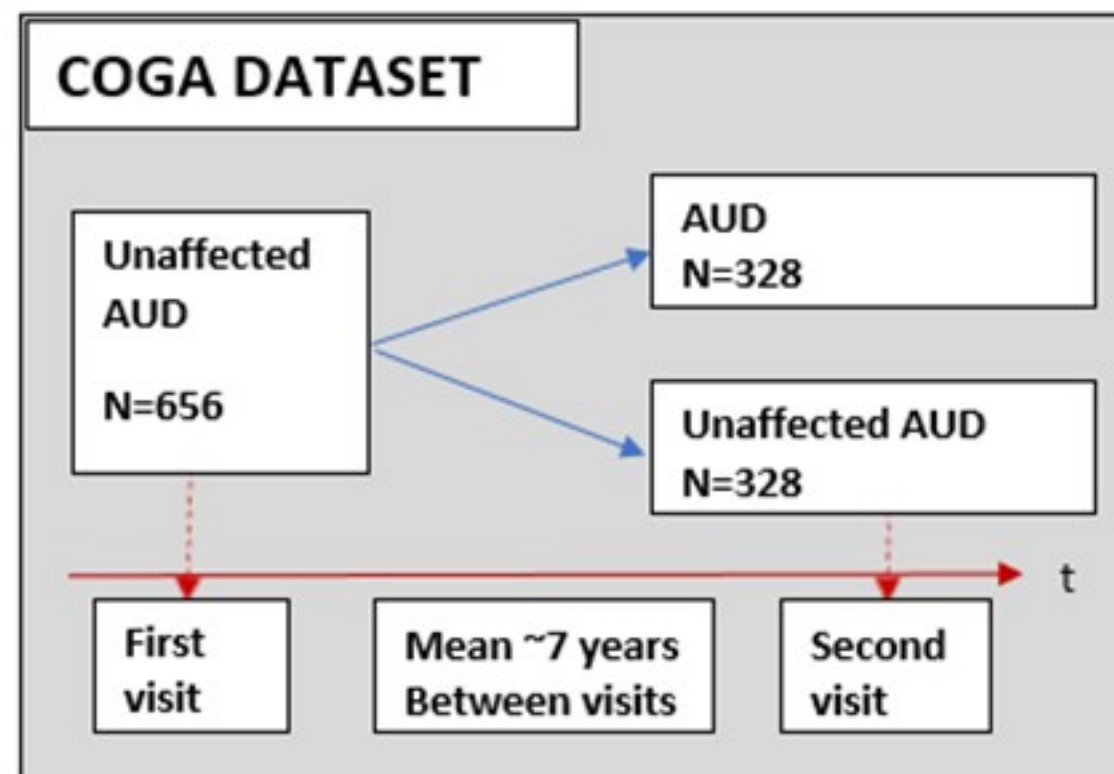 COGA DATASET
Unaffected
AUD
N=656
AUD
N=328
Unaffected AUD
N=328
t
First
visit
Mean ~7 years
Between visits
Second
visit